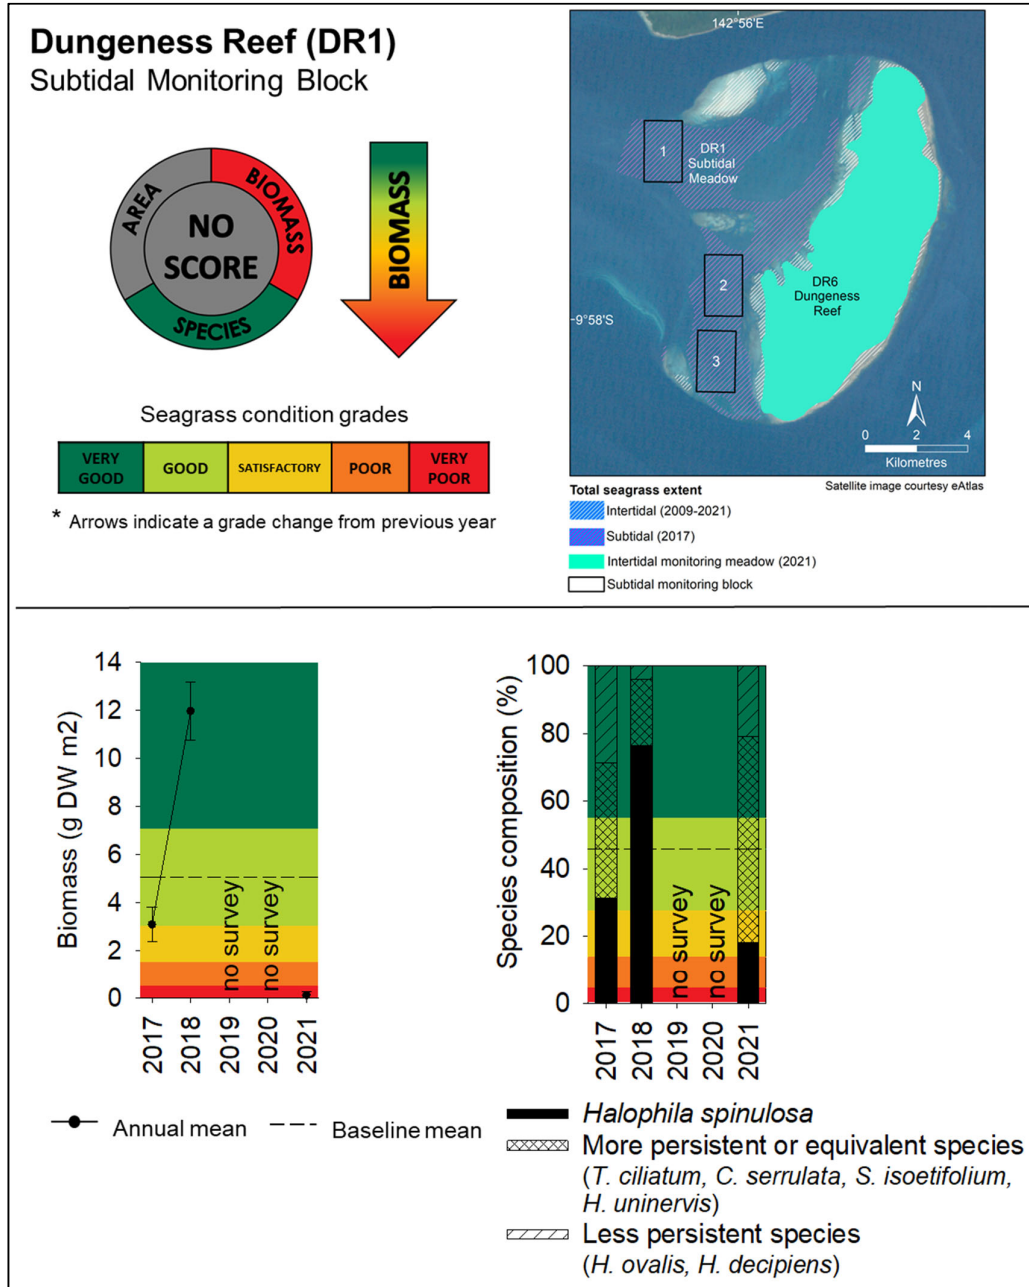 Dungeness Reef (DR1)
Subtidal Monitoring Block
AREA
BIOMASS
SPECIES
NO
SCORE
BIOMASS
Seagrass condition grades
VERY
GOOD
GOOD
SATISFACTORY
POOR
VERY
POOR
* Arrows indicate a grade change from previous year
142°56'E
1
DR1
Subtidal
Meadow
2
DR6
Dungeness
Reef
-9°58'S
3
N
0 2 4
Kilometres
Satellite image courtesy eAtlas
Total seagrass extent
Intertidal (2009-2021)
Subtidal (2017)
Intertidal monitoring meadow (2021)
Subtidal monitoring block
Biomass (g DW m2)
14
12
10
8
6
4
2
0
no survey
no survey
2017
2018
2019
2020
2021
Annual mean
Baseline mean
Species composition (%)
100
80
60
40
20
0
no survey
no survey
2017
2018
2019
2020
2021
Halophila spinulosa
More persistent or equivalent species
(T. ciliatum, C. serrulata, S. isoetifolium,
H. uninervis)
Less persistent species
(H. ovalis, H. decipiens)